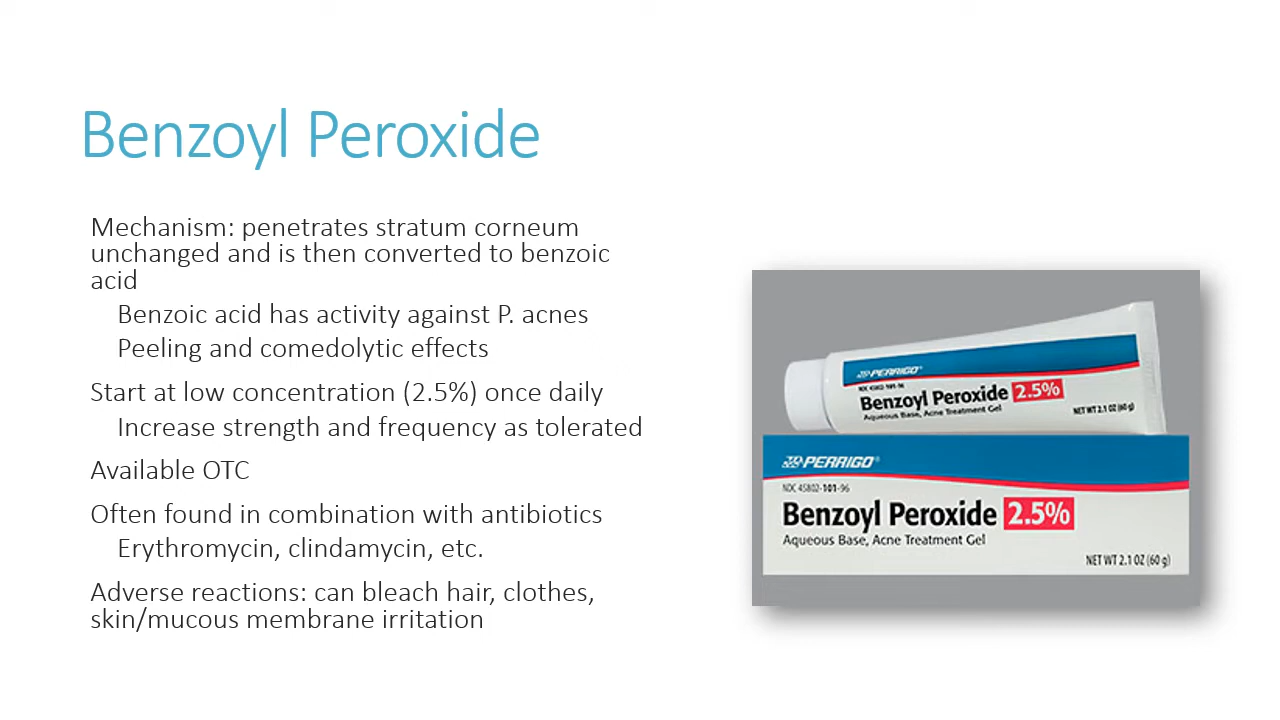 Benzoyl Peroxide
Mechanism: penetrates stratum corneum
unchanged and is then converted to benzoic
acid
Benzoic acid has activity against P. acnes
Peeling and comedolytic effects
Start at low concentration (2.5%) once daily
Increase strength and frequency as tolerated
Available OTC
Often found in combination with antibiotics
Erythromycin, clindamycin, etc.
Adverse reactions: can bleach hair, clothes,
skin/mucous membrane irritation
PERRIGO®
NDC 45802-101-96
Benzoyl Peroxide 2.5%
Aqueous Base, Acne Treatment Gel
NET WT 2.1 OZ (60 g)
PERRIGO®
NDC 45802-101-96
Benzoyl Peroxide 2.5%
Aqueous Base, Acne Treatment Gel
NET WT 2.1 OZ (60 g)